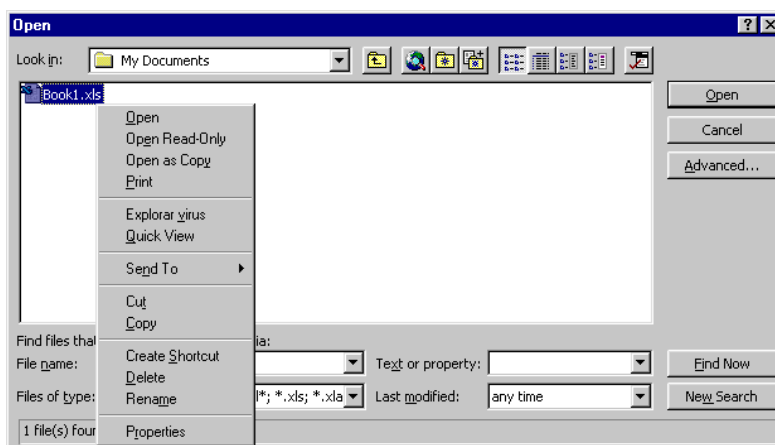 Open
Look in: My Documents
Book1.xls
Open
Open
Open Read-Only
Cancel
Open as Copy
Advanced...
Print
Explorar virus
Quick View
Send To
Cut
Copy
Find files that ia:
File name: Text or property: Find Now
Create Shortcut
Delete
Files of type: l*; *.xls; *.xla Last modified: any time New Search
Rename
1 file(s) four
Properties